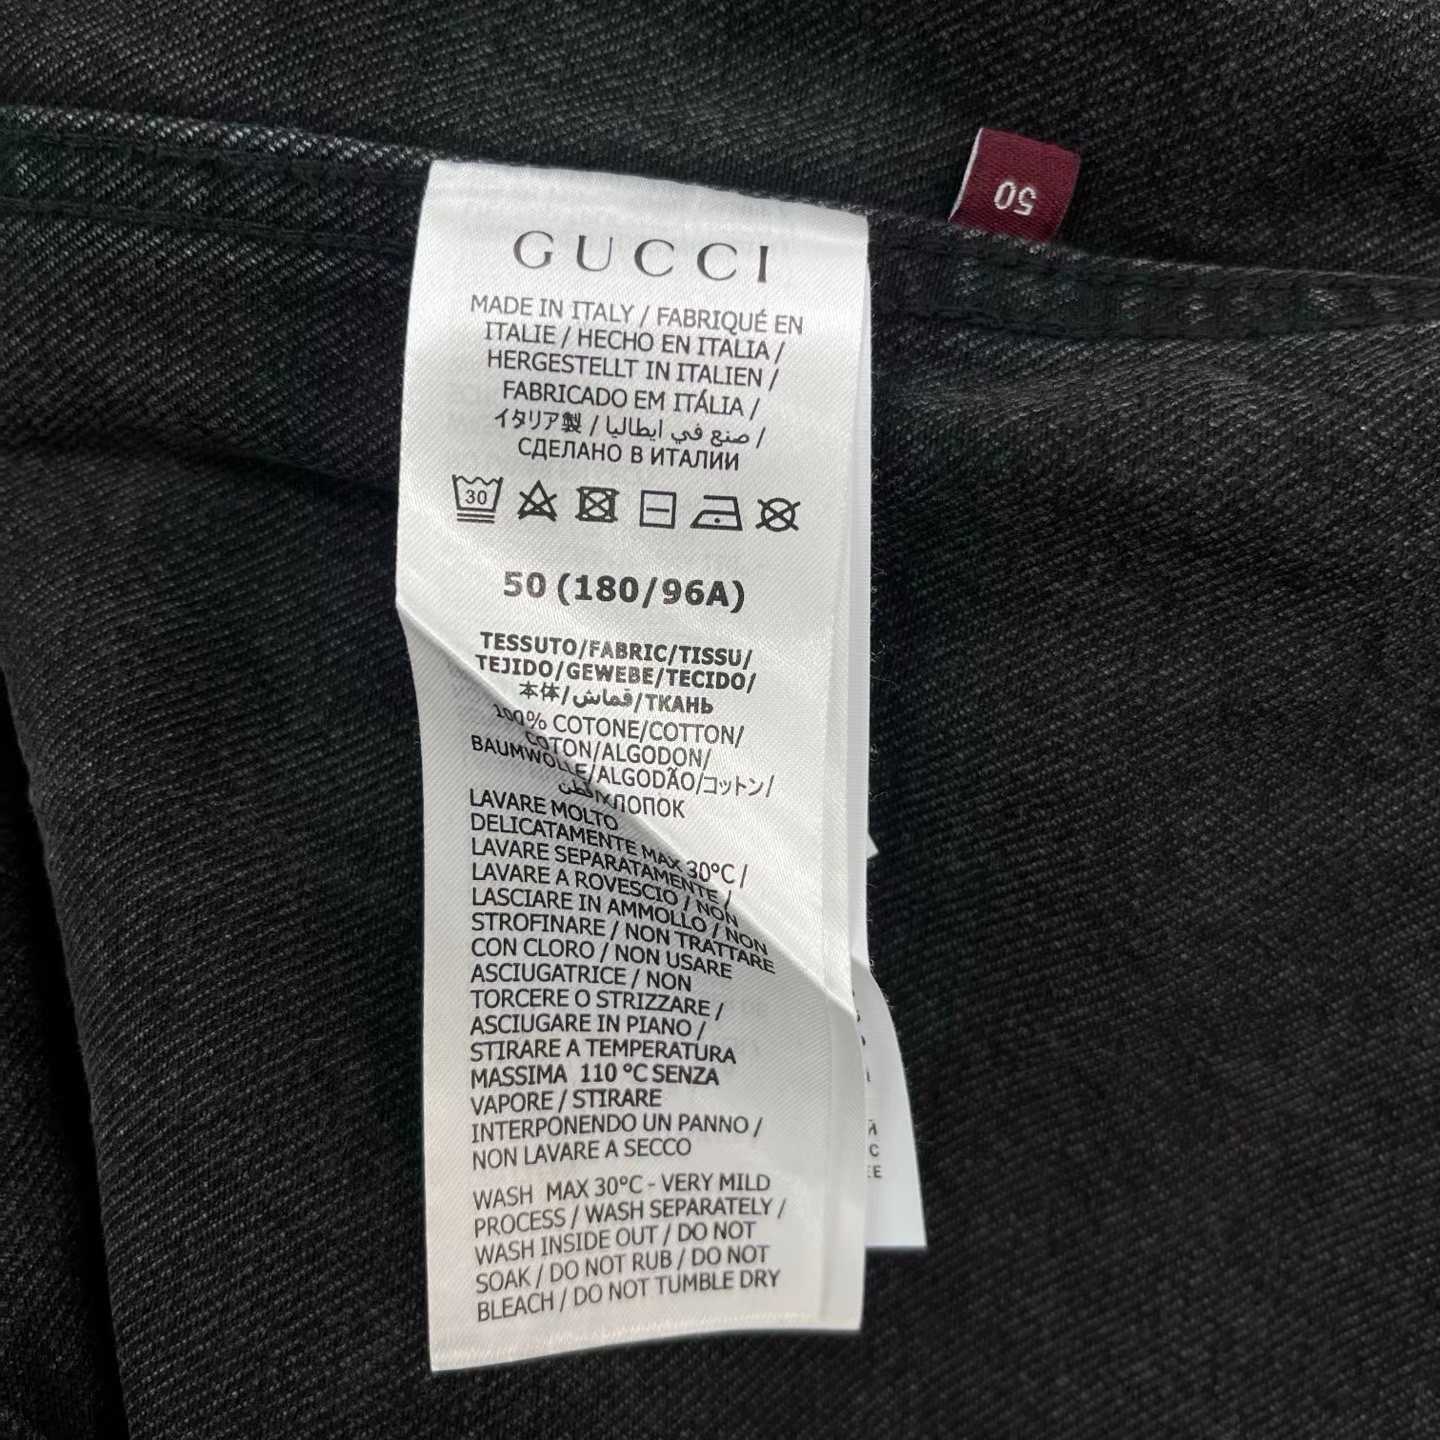 50
GUCCI
MADE IN ITALY / FABRIQUÉ EN
ITALIE / HECHO EN ITALIA /
HERGESTELLT IN ITALIEN /
FABRICADO EM ITÁLIA /
イタリア製 / صنع في ايطاليا /
СДЕЛАНО В ИТАЛИИ
30
50 (180/96A)
TESSUTO/FABRIC/TISSU/
TEJIDO/GEWEBE/TECIDO/
本体/قماش/ТКАНЬ
100% COTONE/COTTON/
COTON/ALGODON/
BAUMWOLLE/ALGODÃO/コットン/
قطن/ХЛОПОК
LAVARE MOLTO
DELICATAMENTE MAX 30°C /
LAVARE SEPARATAMENTE /
LAVARE A ROVESCIO / NON
LASCIARE IN AMMOLLO / NON
STROFINARE / NON TRATTARE
CON CLORO / NON USARE
ASCIUGATRICE / NON
TORCERE O STRIZZARE /
ASCIUGARE IN PIANO /
STIRARE A TEMPERATURA
MASSIMA 110 °C SENZA
VAPORE / STIRARE
INTERPONENDO UN PANNO /
NON LAVARE A SECCO
WASH MAX 30°C - VERY MILD
PROCESS / WASH SEPARATELY /
WASH INSIDE OUT / DO NOT
SOAK / DO NOT RUB / DO NOT
BLEACH / DO NOT TUMBLE DRY